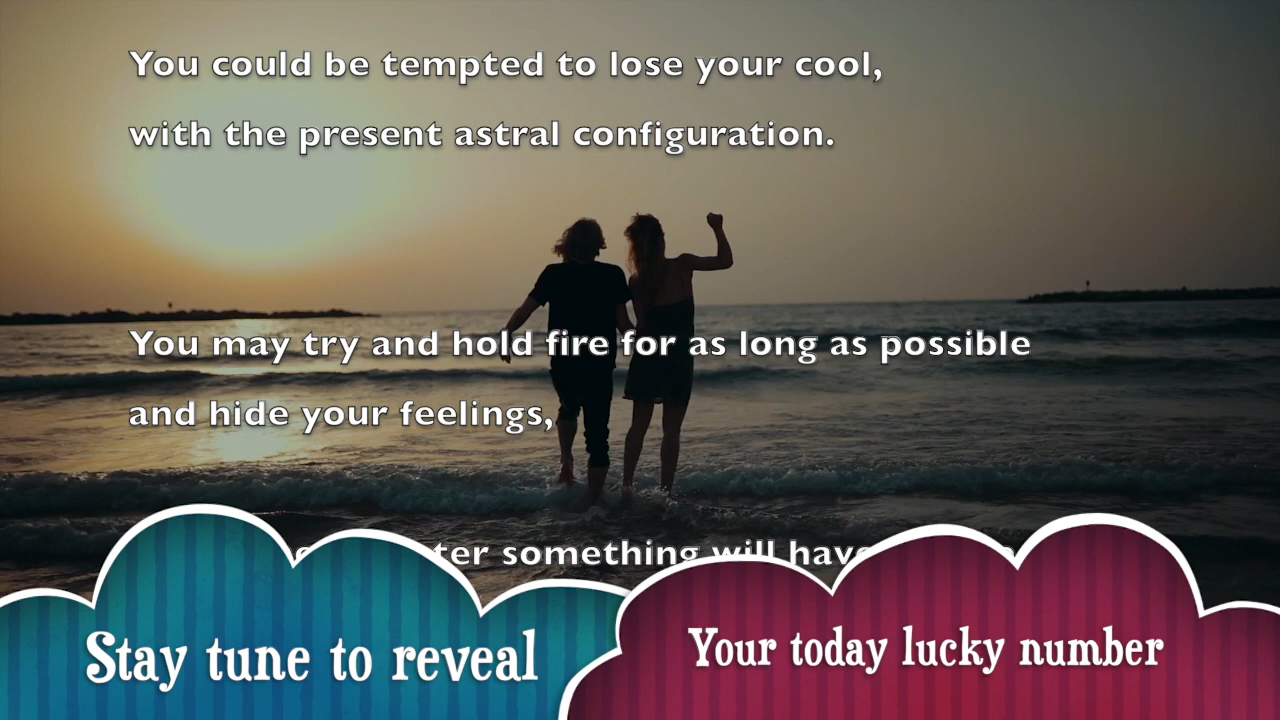 You could be tempted to lose your cool,
with the present astral configuration.
You may try and hold fire for as long as possible
and hide your feelings,
something will have
Stay tune to reveal
Your today lucky number